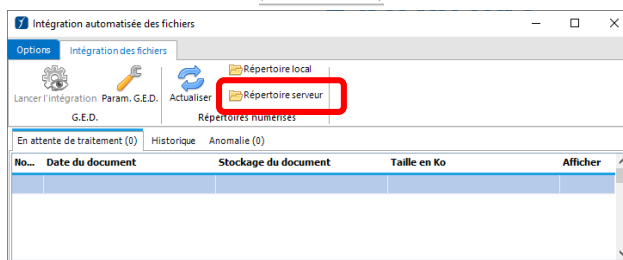 Intégration automatisée des fichiers
Options Intégration des fichiers
Répertoire local
Lancer l'intégration Param. G.E.D. Actualiser Répertoire serveur
G.E.D. Répertoires numérisés
En attente de traitement (0) Historique Anomalie (0)
No... Date du document Stockage du document Taille en Ko Afficher